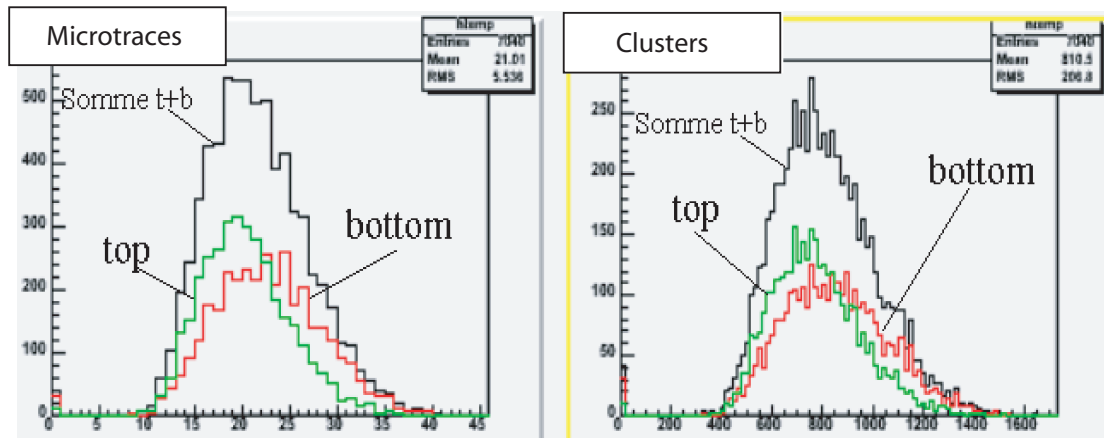 Microtraces
htemp
Entries 7040
Mean 21.01
RMS 5.536
500
400
300
200
100
0
Somme t+b
top
bottom
0 5 10 15 20 25 30 35 40 45
Clusters
htemp
Entries 7040
Mean 810.5
RMS 206.8
250
200
150
100
50
0
Somme t+b
top
bottom
0 200 400 600 800 1000 1200 1400 1600